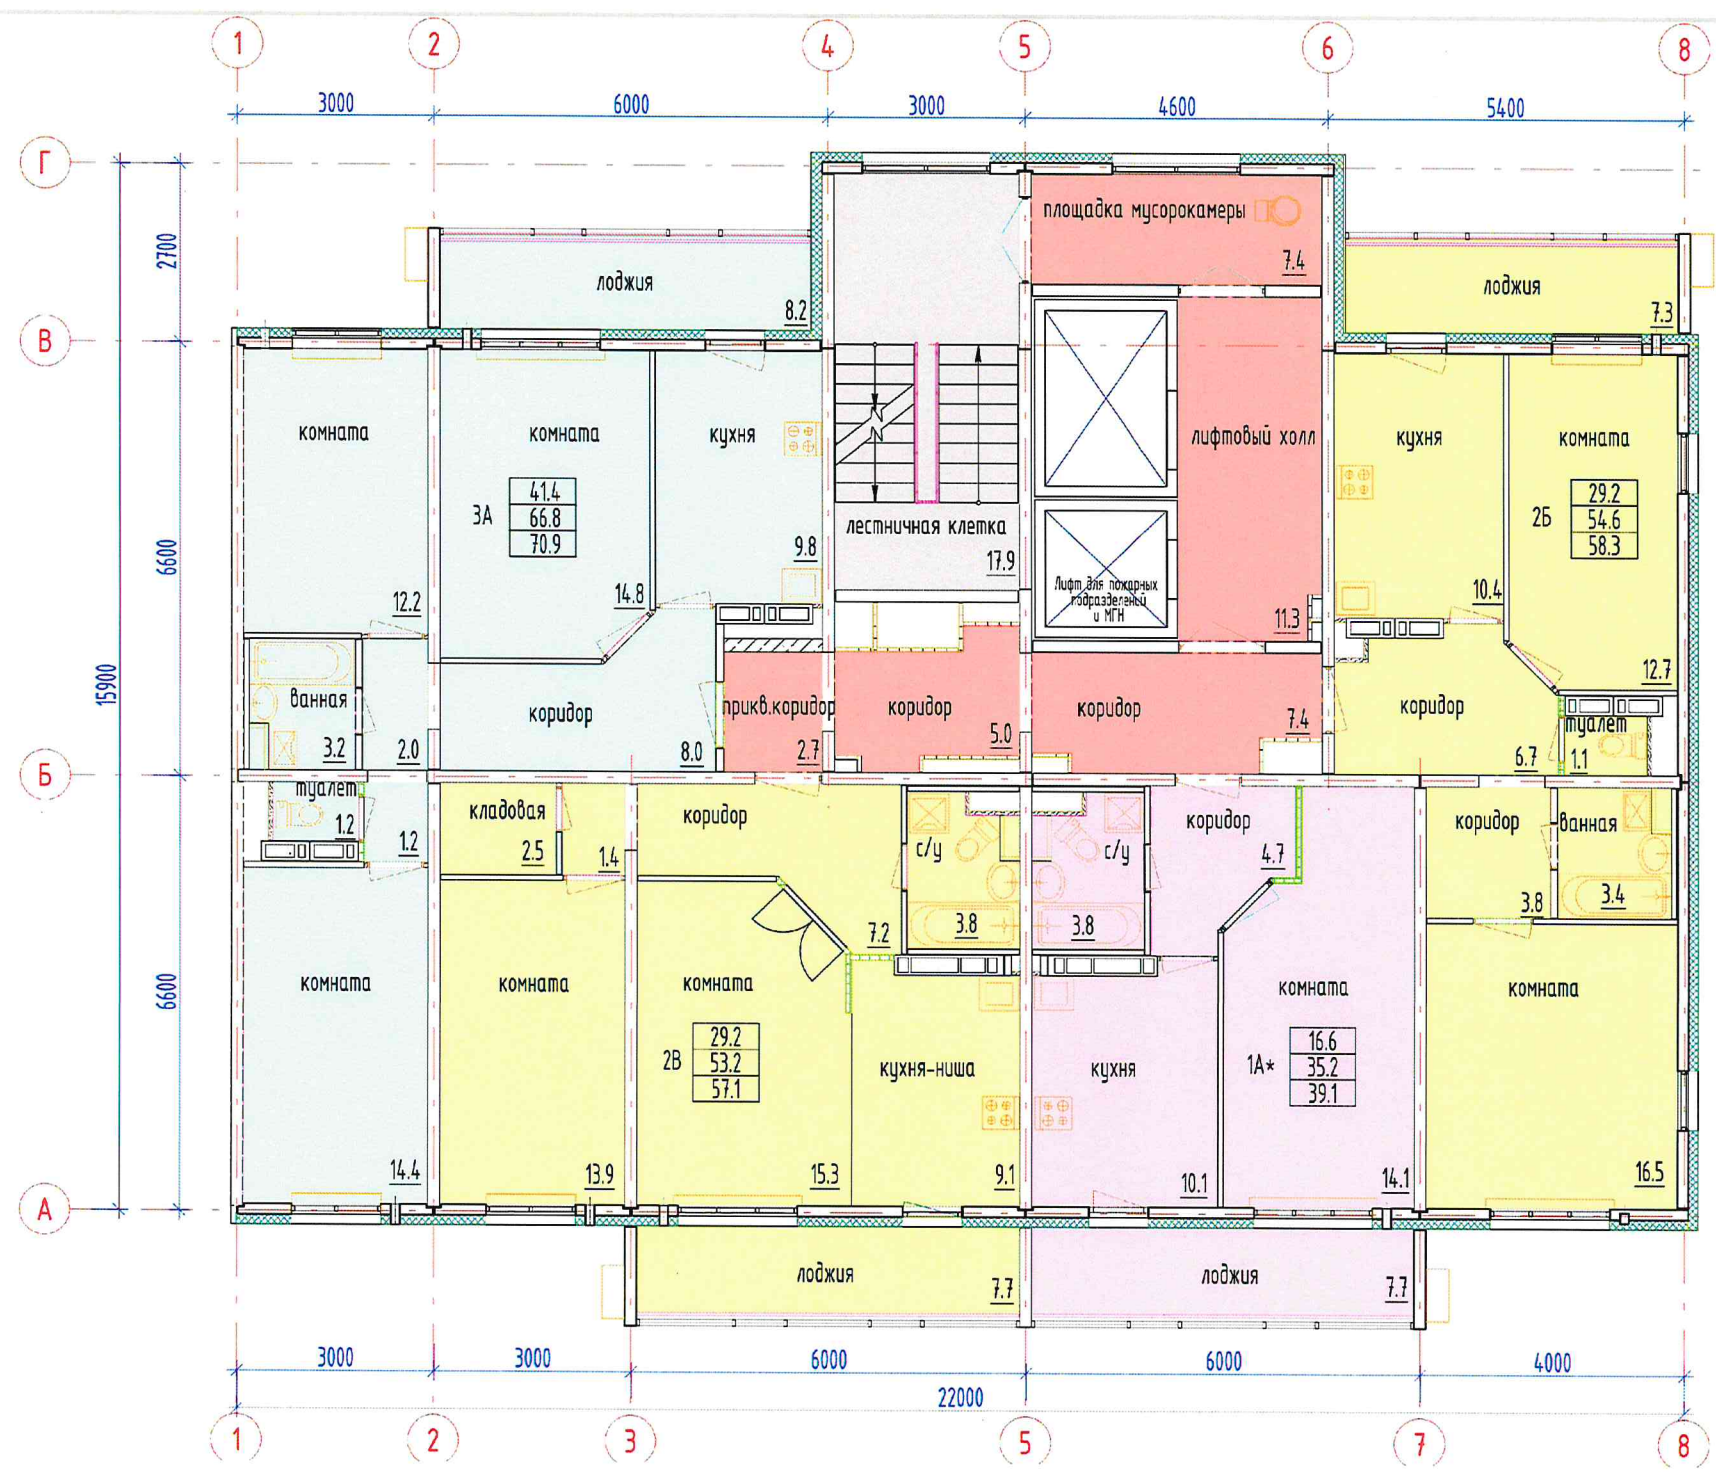 1 2 4 5 6 8
3000 6000 3000 4600 5400
Г
площадка мусорокамеры
7.4
2700
лоджия
8.2
лоджия
7.3
В
комната
12.2
комната
3А
41.4
66.8
70.9
14.8
кухня
9.8
лестничная клетка
17.9
лифтовый холл
11.3
Лифт для пожарных
подразделений
и МГН
кухня
10.4
комната
2Б
29.2
54.6
58.3
12.7
6600
15900
ванная
3.2
2.0
коридор
8.0
прикв.коридор
2.7
коридор
5.0
коридор
7.4
коридор
6.7
туалет
1.1
Б
туалет
1.2
1.2
кладовая
2.5
1.4
коридор
7.2
с/у
3.8
с/у
3.8
коридор
4.7
коридор
3.8
ванная
3.4
6600
комната
14.4
комната
13.9
комната
2В
29.2
53.2
57.1
15.3
кухня-ниша
9.1
кухня
10.1
комната
1А*
16.6
35.2
39.1
14.1
комната
16.5
А
лоджия
7.7
лоджия
7.7
3000 3000 6000 6000 4000
22000
1 2 3 5 7 8